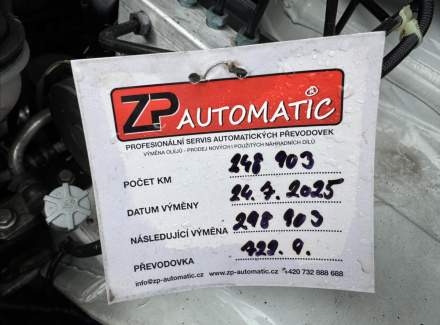 ZP AUTOMATIC ®
PROFESIONÁLNÍ SERVIS AUTOMATICKÝCH PŘEVODOVEK
VÝMĚNA OLEJŮ - PRODEJ NOVÝCH I POUŽITÝCH NÁHRADNÍCH DÍLŮ
POČET KM 248 903
DATUM VÝMĚNY 24.7.2025
NÁSLEDUJÍCÍ VÝMĚNA 298 903
PŘEVODOVKA 722.9.
info@zp-automatic.cz www.zp-automatic.cz +420 732 888 688